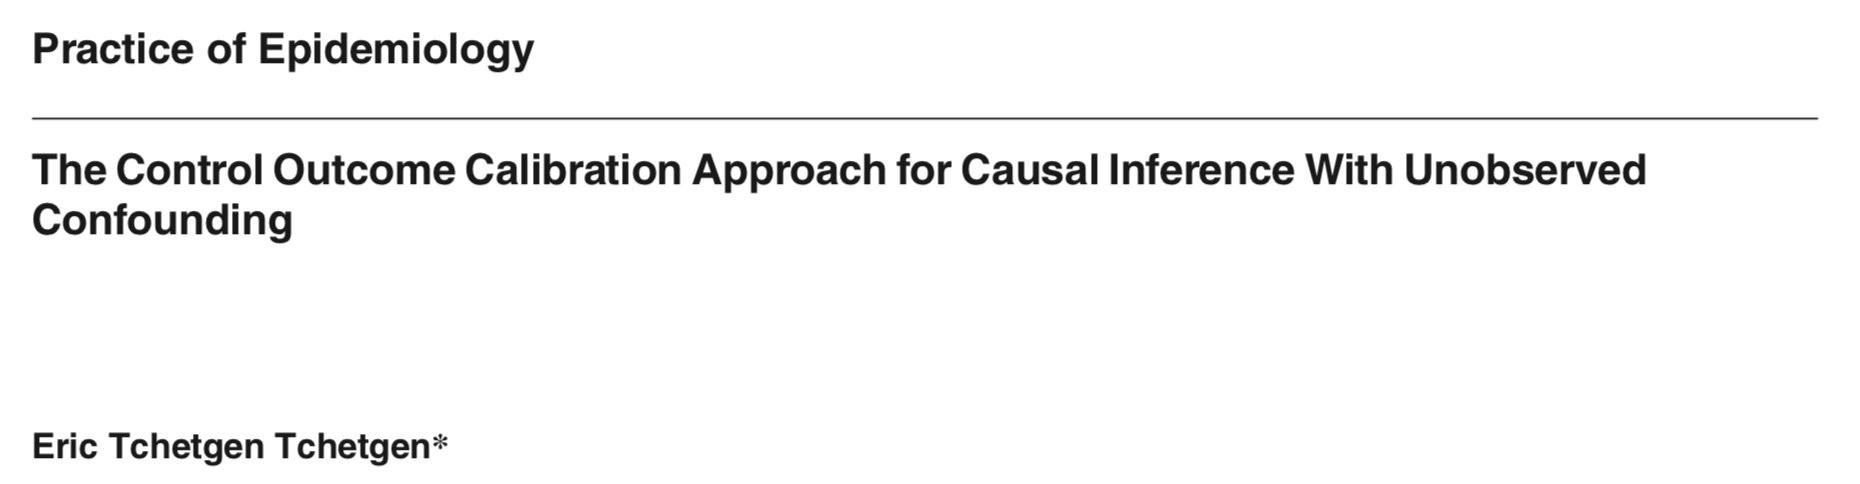 Practice of Epidemiology
The Control Outcome Calibration Approach for Causal Inference With Unobserved
Confounding
Eric Tchetgen Tchetgen*